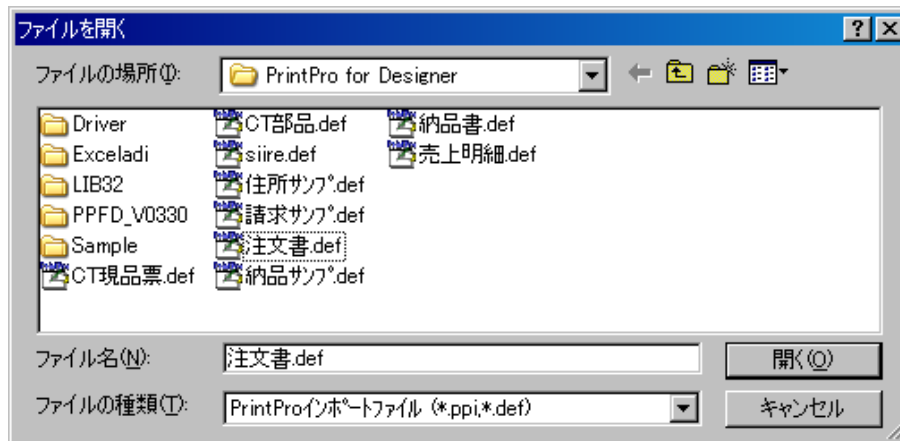 ファイルを開く
ファイルの場所(I):
PrintPro for Designer
Driver
Exceladi
LIB32
PPFD_V0330
Sample
CT現品票.def
CT部品.def
siire.def
住所サンプ.def
請求サンプ.def
注文書.def
納品サンプ.def
納品書.def
売上明細.def
ファイル名(N):
注文書.def
開く(O)
ファイルの種類(T):
PrintProインポートファイル (*.ppi,*.def)
キャンセル